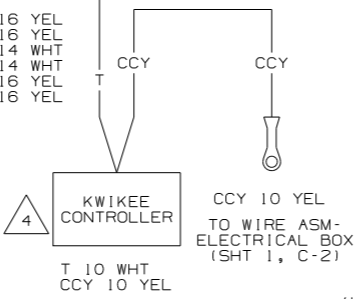 16 YEL
16 YEL
14 WHT
14 WHT
16 YEL
16 YEL
T
CCY
CCY
4
KWIKEE
CONTROLLER
T 10 WHT
CCY 10 YEL
CCY 10 YEL
TO WIRE ASM-
ELECTRICAL BOX
(SHT 1, C-2)